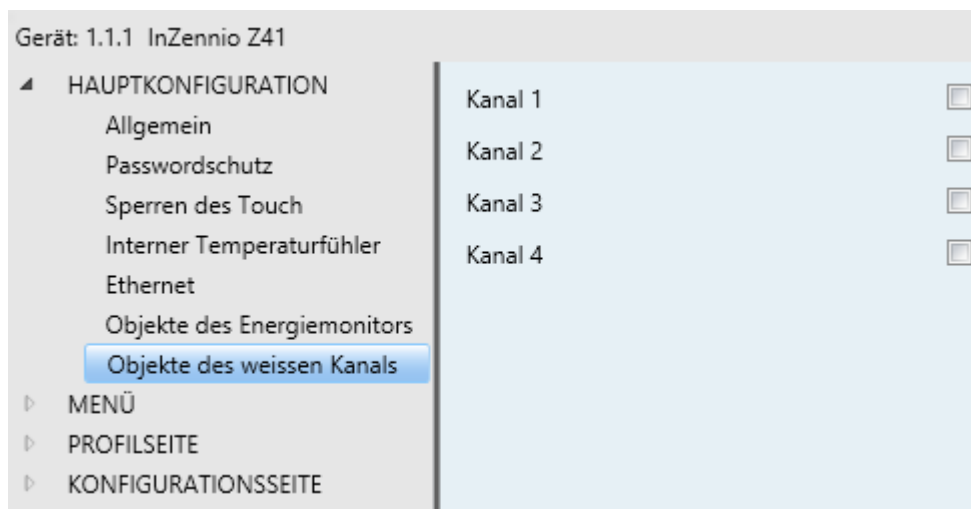 Gerät: 1.1.1 InZennio Z41
HAUPTKONFIGURATION
Allgemein
Passwordschutz
Sperren des Touch
Interner Temperaturfühler
Ethernet
Objekte des Energiemonitors
Objekte des weissen Kanals
MENÜ
PROFILSEITE
KONFIGURATIONSSEITE
Kanal 1
Kanal 2
Kanal 3
Kanal 4